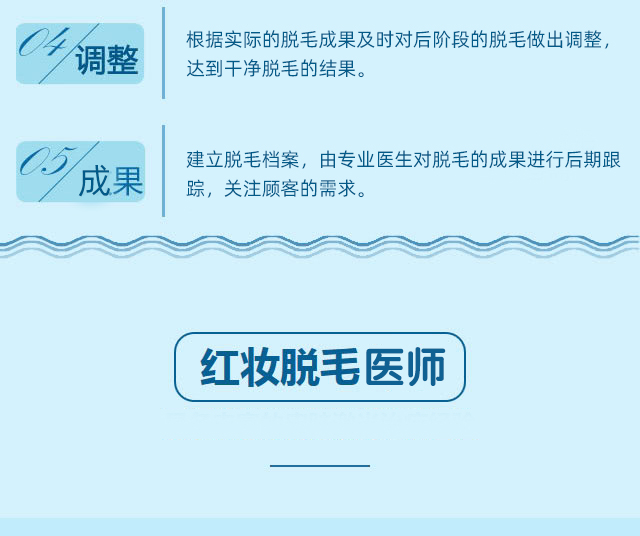 04 调整
根据实际的脱毛成果及时对后阶段的脱毛做出调整，
达到干净脱毛的结果。
05 成果
建立脱毛档案，由专业医生对脱毛的成果进行后期跟
踪，关注顾客的需求。
红妆脱毛医师